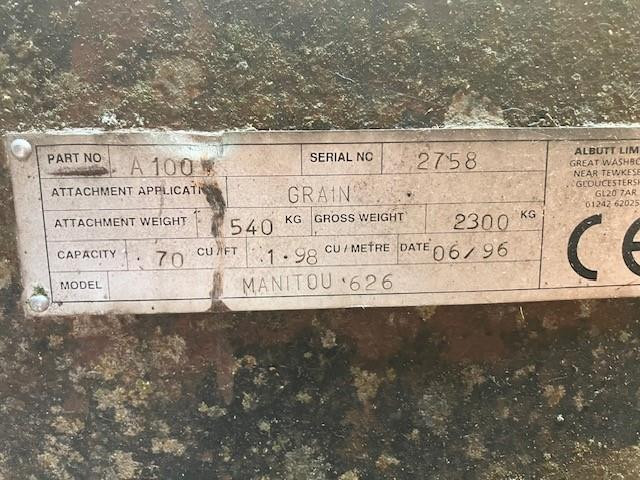 PART NO A100 SERIAL NO 2758
ATTACHMENT APPLICATION GRAIN
ATTACHMENT WEIGHT 540 KG GROSS WEIGHT 2300 KG
CAPACITY 70 CU/FT 1.98 CU/METRE DATE 06/96
MODEL MANITOU 626
ALBUTT LIM
GREAT WASHBO
NEAR TEWKESB
GLOUCESTERSH
GL20 7AR
01242 62025
CE